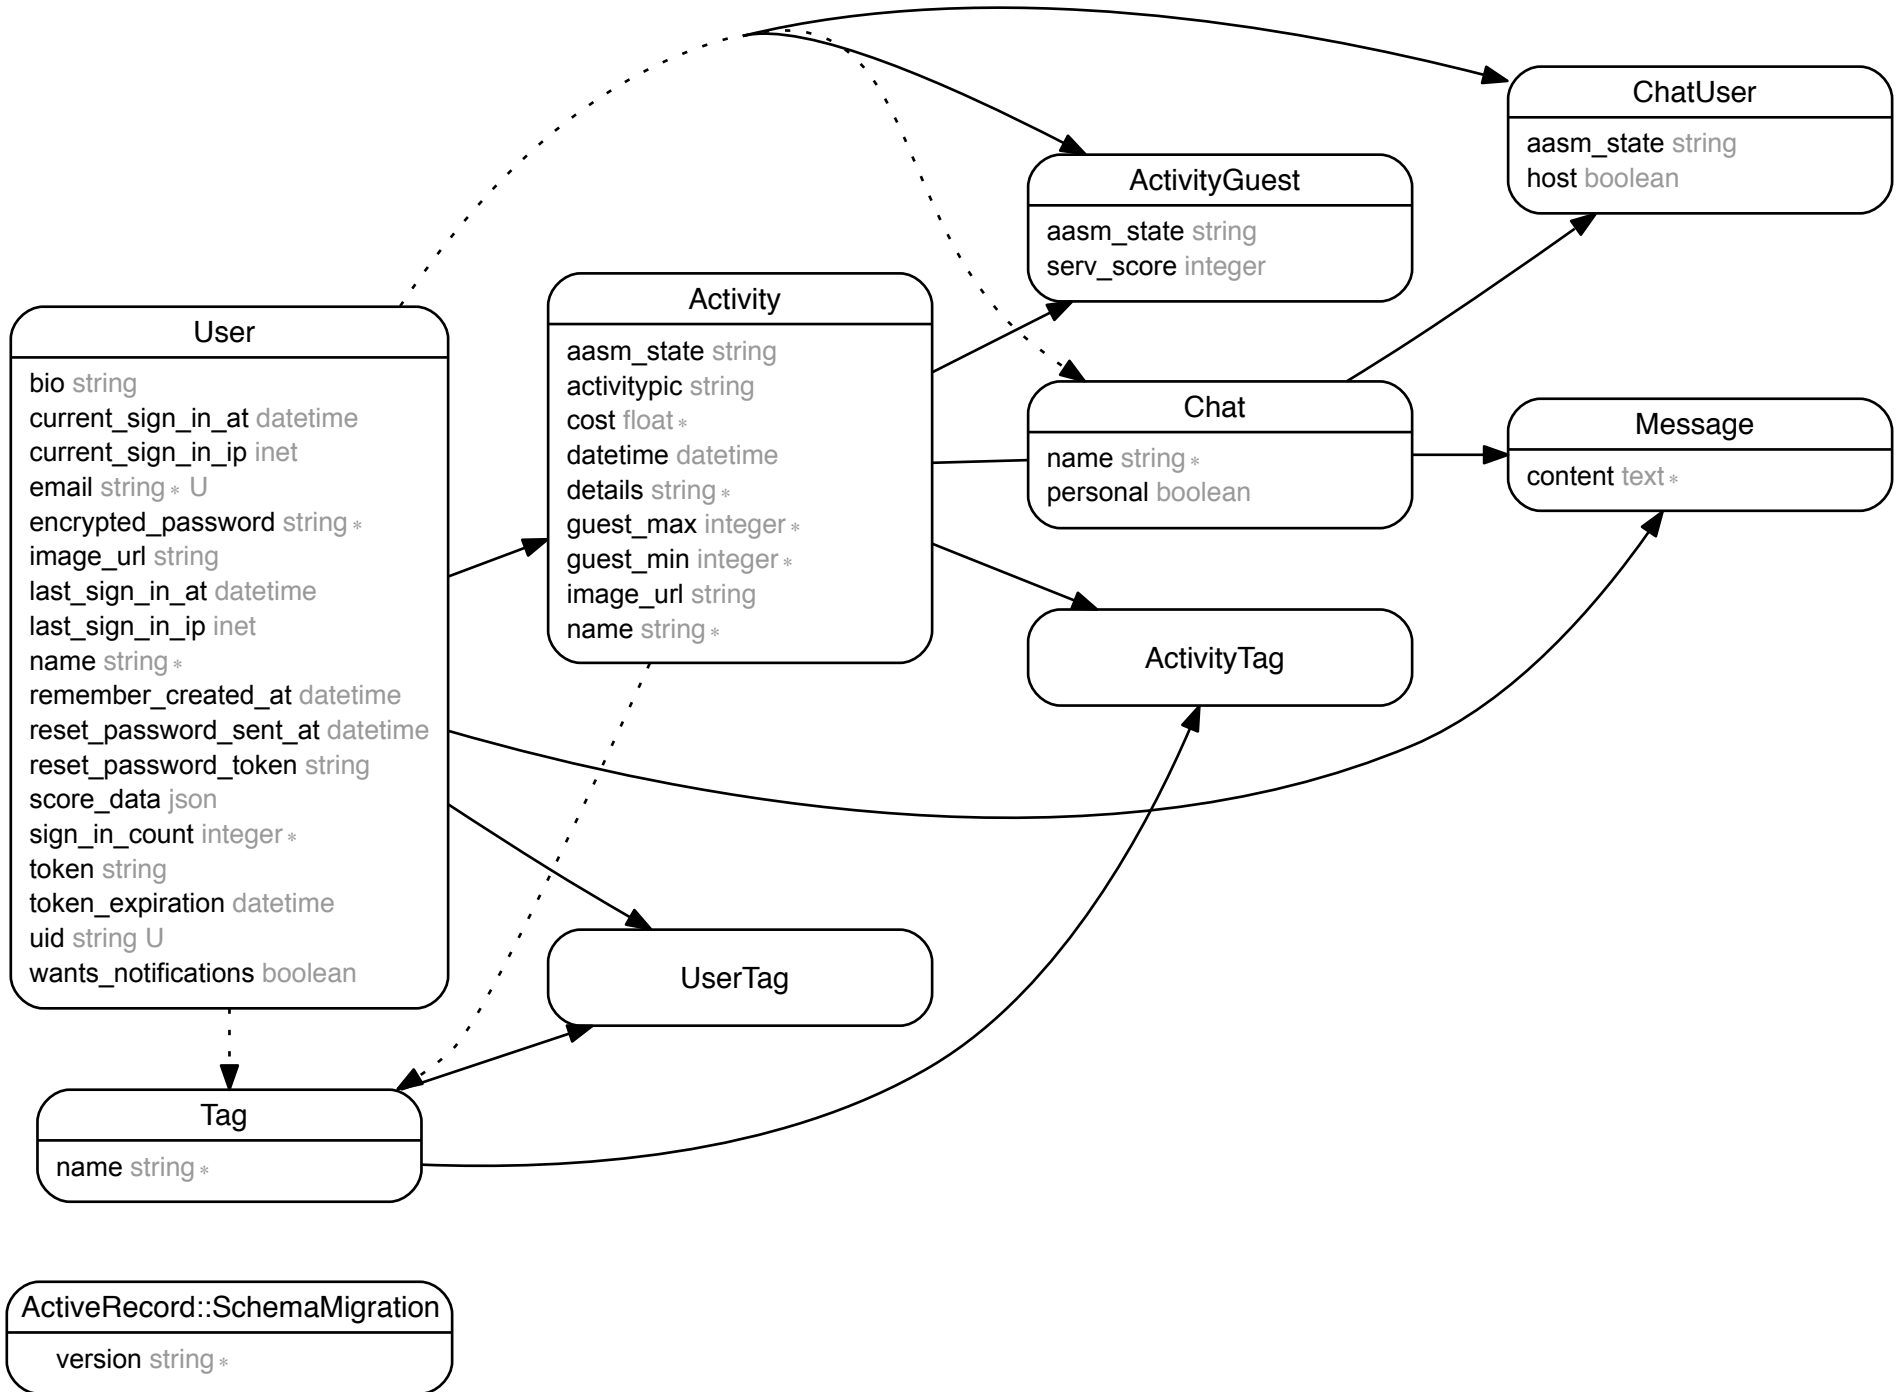 ChatUser
aasm_state string
host boolean
ActivityGuest
aasm_state string
serv_score integer
Activity
aasm_state string
activitypic string
cost float *
datetime datetime
details string *
guest_max integer *
guest_min integer *
image_url string
name string *
User
bio string
current_sign_in_at datetime
current_sign_in_ip inet
email string * U
encrypted_password string *
image_url string
last_sign_in_at datetime
last_sign_in_ip inet
name string *
remember_created_at datetime
reset_password_sent_at datetime
reset_password_token string
score_data json
sign_in_count integer *
token string
token_expiration datetime
uid string U
wants_notifications boolean
Chat
name string *
personal boolean
Message
content text *
ActivityTag
UserTag
Tag
name string *
ActiveRecord::SchemaMigration
version string *